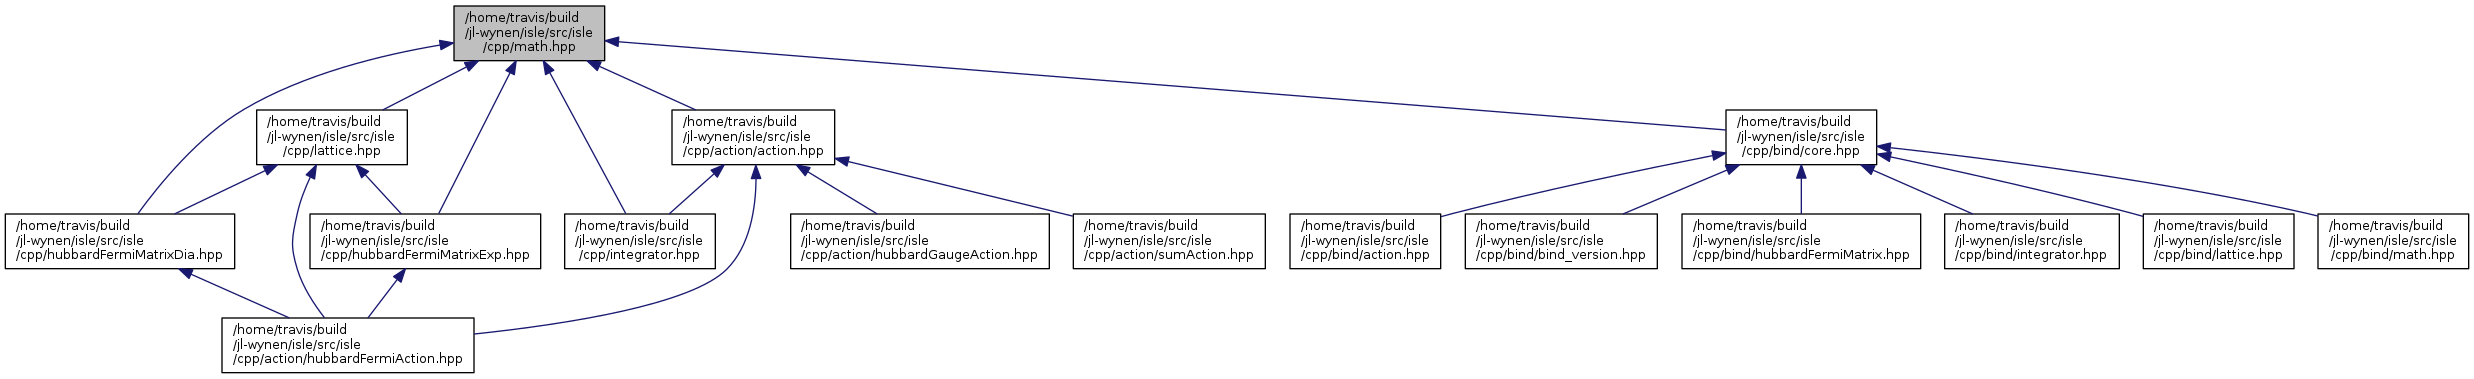 /home/travis/build
/jl-wynen/isle/src/isle
/cpp/math.hpp
/home/travis/build
/jl-wynen/isle/src/isle
/cpp/lattice.hpp
/home/travis/build
/jl-wynen/isle/src/isle
/cpp/action/action.hpp
/home/travis/build
/jl-wynen/isle/src/isle
/cpp/bind/core.hpp
/home/travis/build
/jl-wynen/isle/src/isle
/cpp/hubbardFermiMatrixDia.hpp
/home/travis/build
/jl-wynen/isle/src/isle
/cpp/hubbardFermiMatrixExp.hpp
/home/travis/build
/jl-wynen/isle/src/isle
/cpp/integrator.hpp
/home/travis/build
/jl-wynen/isle/src/isle
/cpp/action/hubbardGaugeAction.hpp
/home/travis/build
/jl-wynen/isle/src/isle
/cpp/action/sumAction.hpp
/home/travis/build
/jl-wynen/isle/src/isle
/cpp/bind/action.hpp
/home/travis/build
/jl-wynen/isle/src/isle
/cpp/bind/bind_version.hpp
/home/travis/build
/jl-wynen/isle/src/isle
/cpp/bind/hubbardFermiMatrix.hpp
/home/travis/build
/jl-wynen/isle/src/isle
/cpp/bind/integrator.hpp
/home/travis/build
/jl-wynen/isle/src/isle
/cpp/bind/lattice.hpp
/home/travis/build
/jl-wynen/isle/src/isle
/cpp/bind/math.hpp
/home/travis/build
/jl-wynen/isle/src/isle
/cpp/action/hubbardFermiAction.hpp